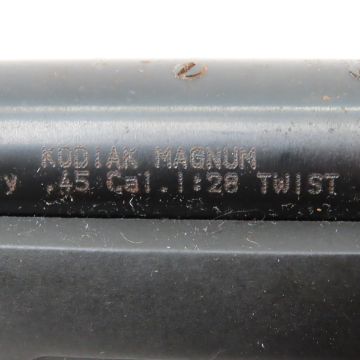 KODIAK MAGNUM
y .45 Cal. 1:28 TWIST